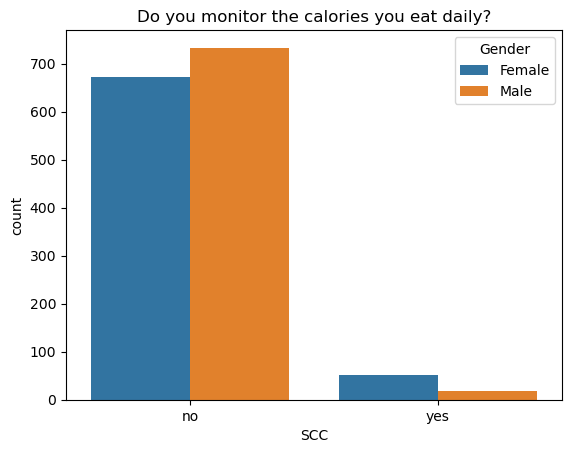 Do you monitor the calories you eat daily?
Gender
Female
Male
700
600
500
400
300
200
100
0
count
no
yes
SCC